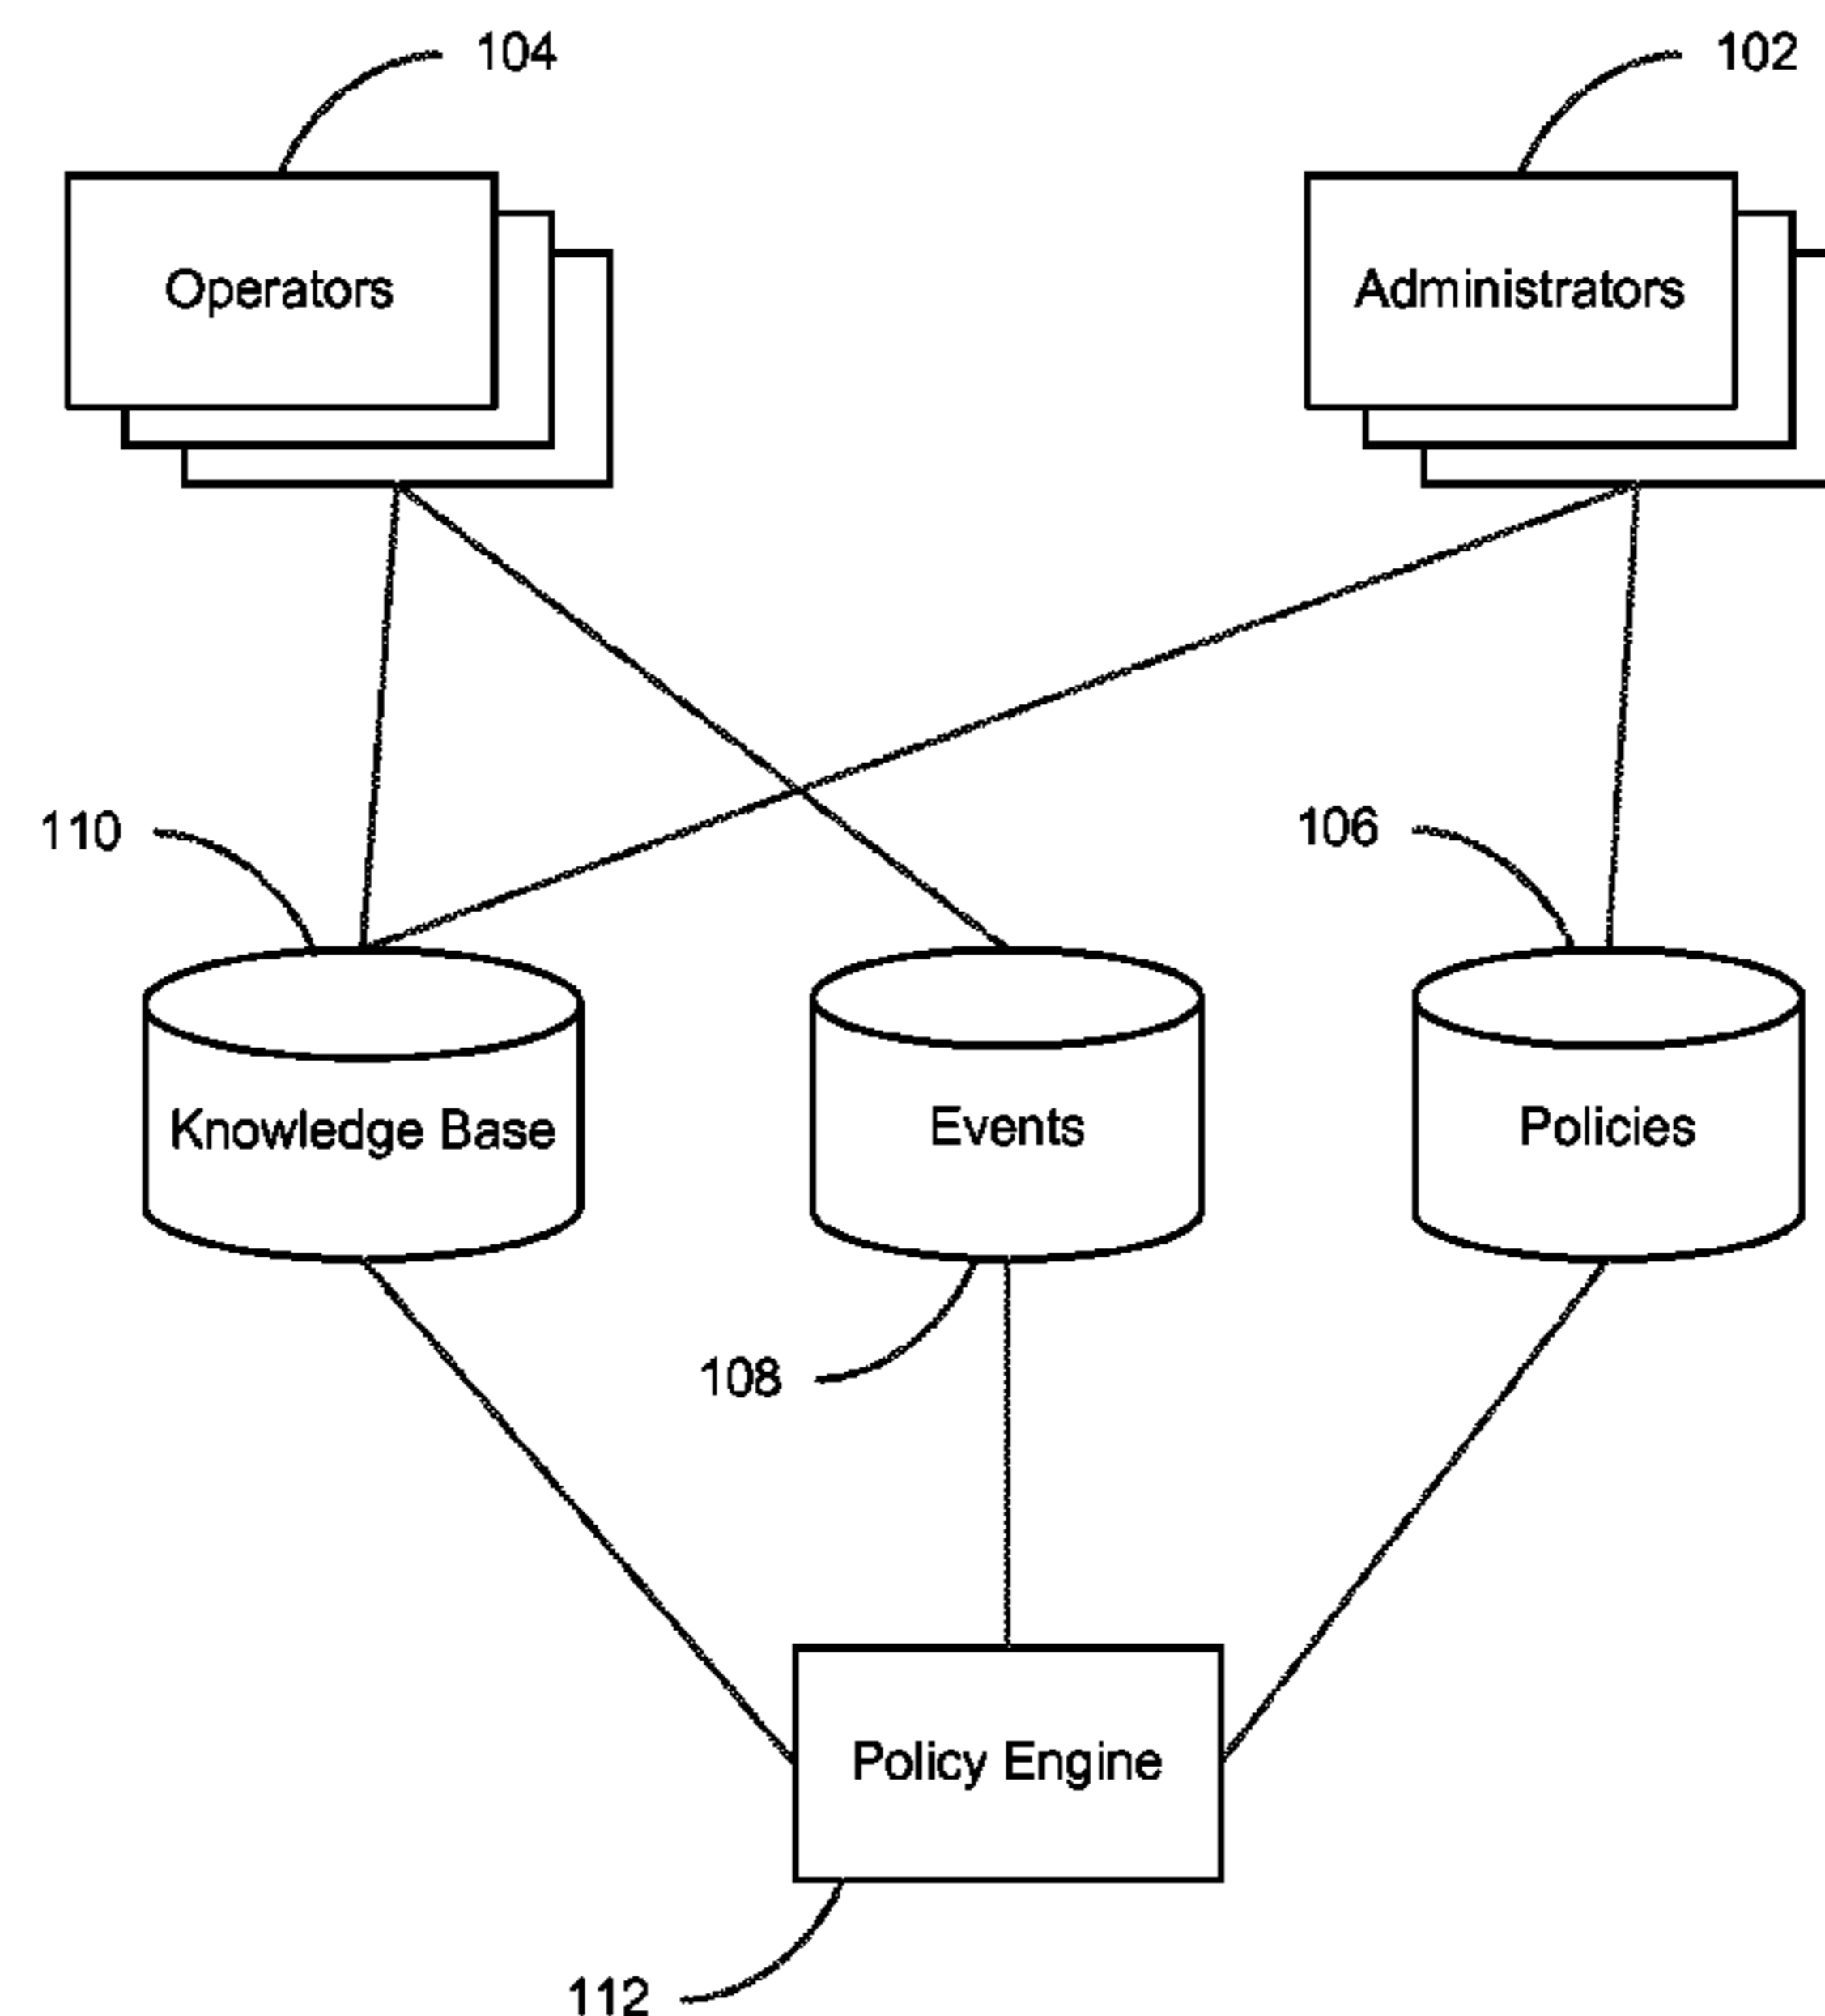 104
102
Operators
Administrators
110
106
Knowledge Base
Events
Policies
108
Policy Engine
112